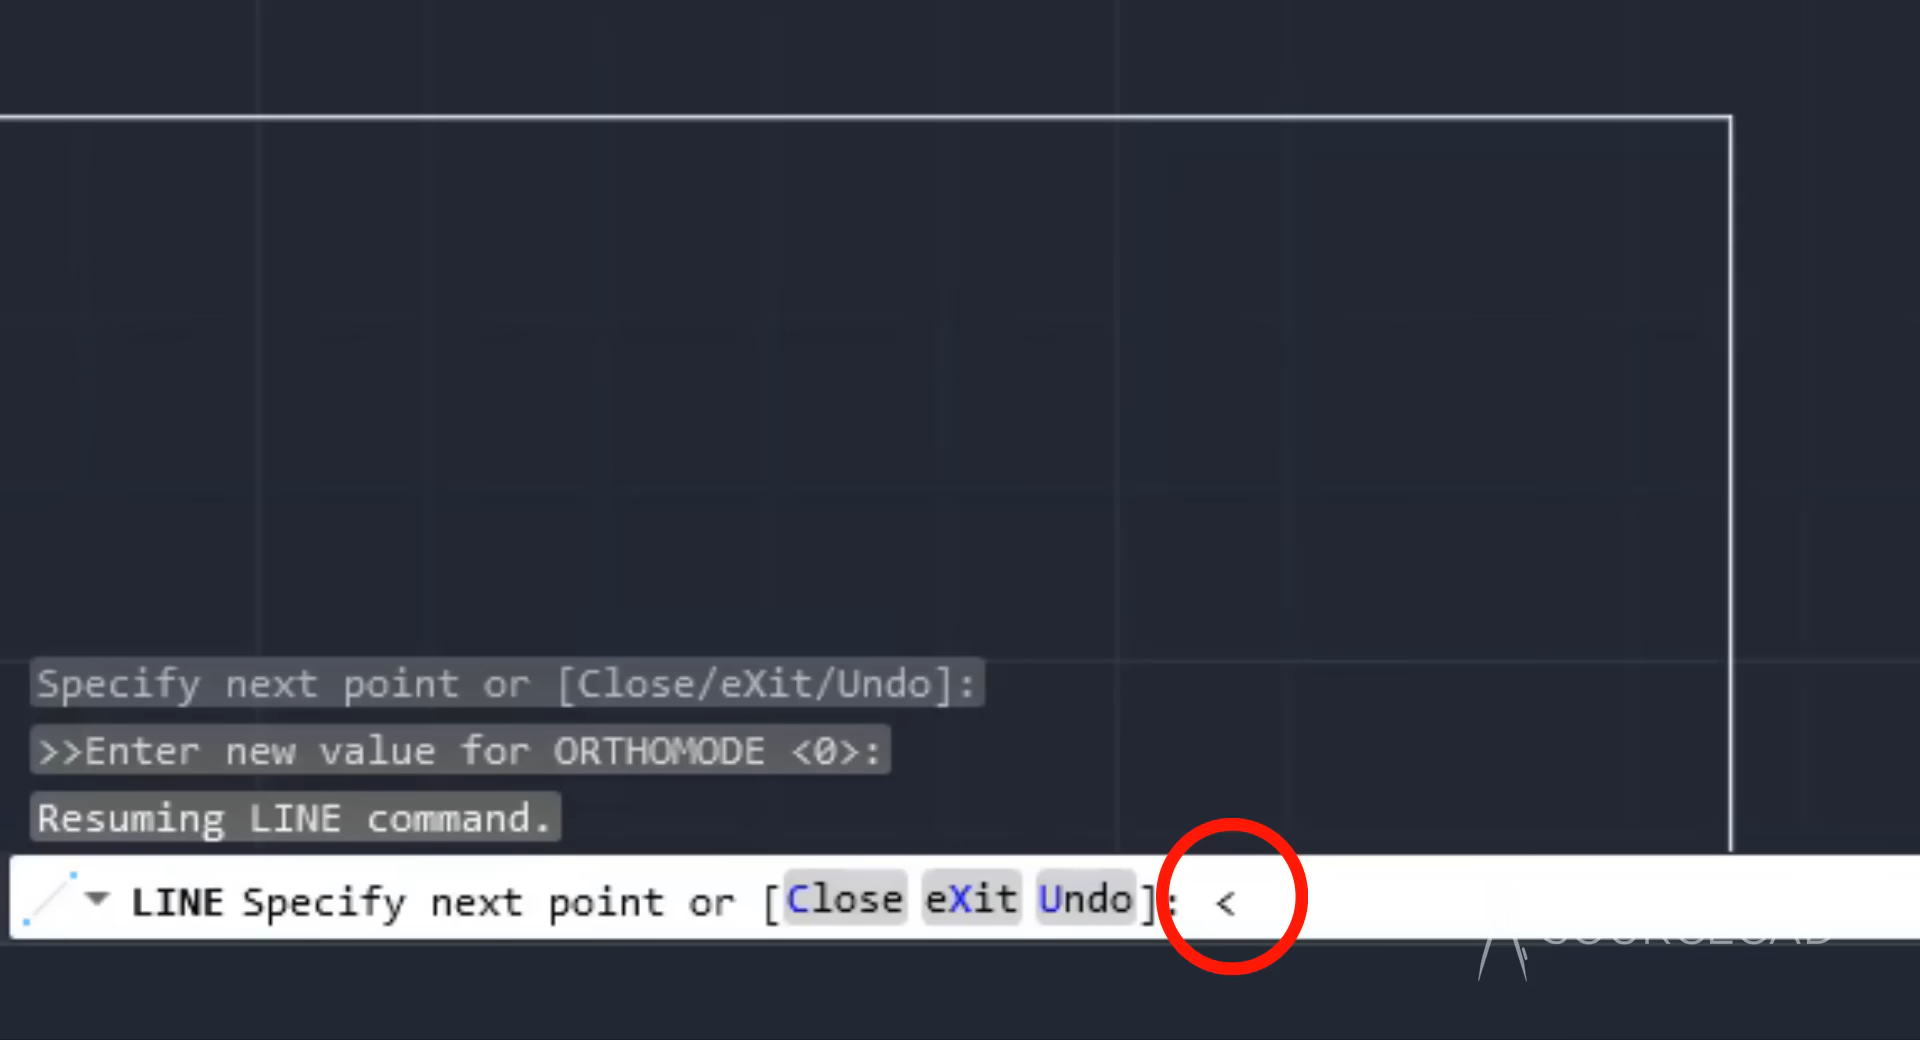 Specify next point or [Close/eXit/Undo]:
>>Enter new value for ORTHOMODE <0>:
Resuming LINE command.
LINE Specify next point or [Close eXit Undo]: <
SOURCECAD